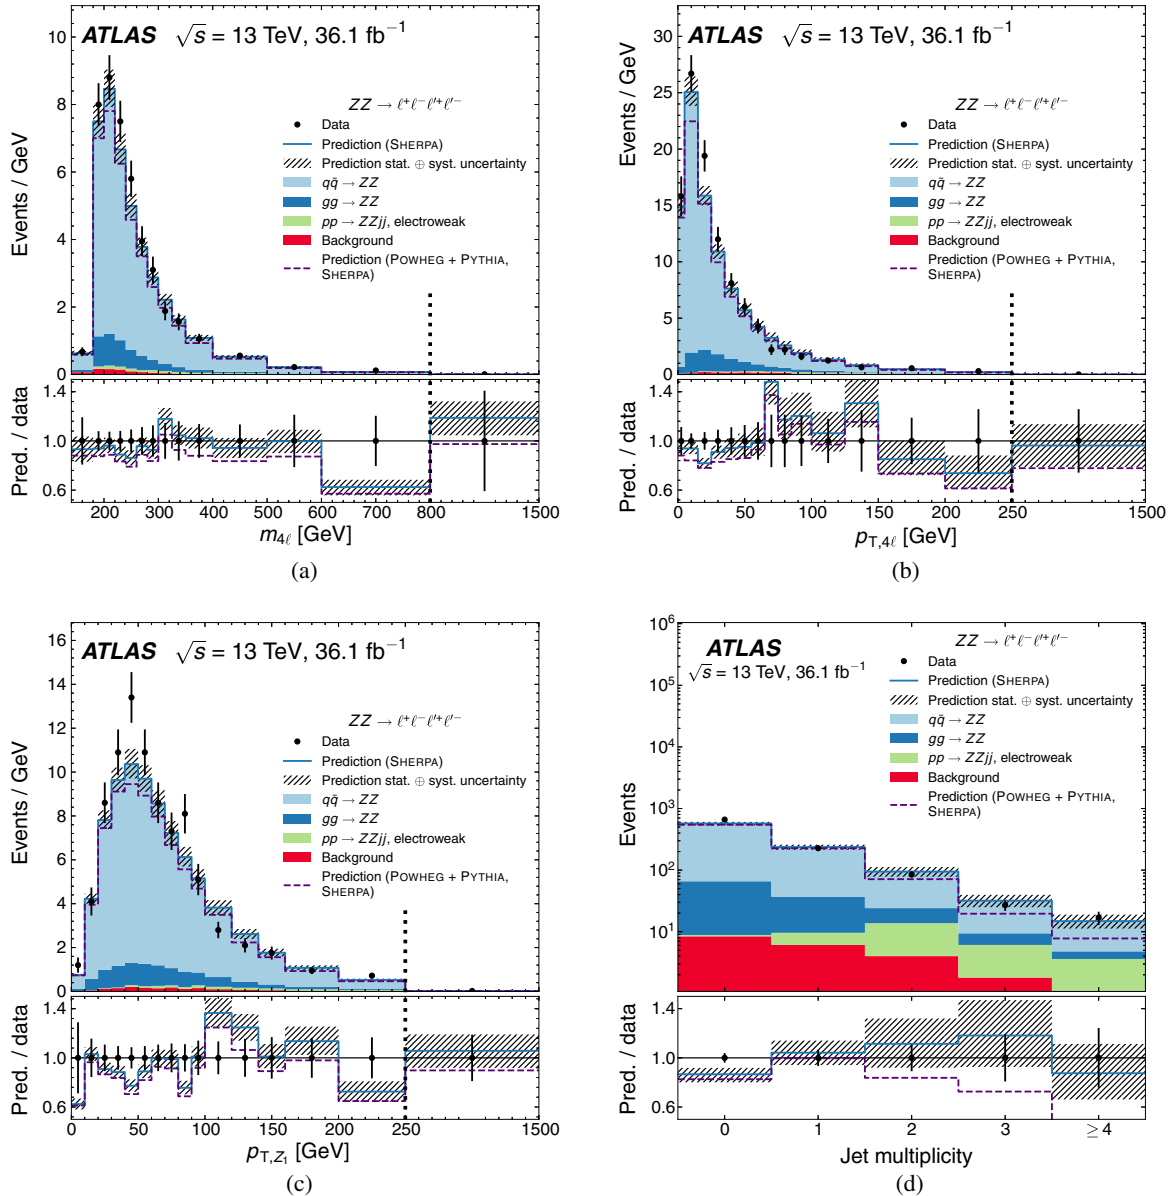 ATLAS √s = 13 TeV, 36.1 fb⁻¹
ZZ → ℓ⁺ℓ⁻ℓ′⁺ℓ′⁻
Data
Prediction (SHERPA)
Prediction stat. ⊕ syst. uncertainty
qq̄ → ZZ
gg → ZZ
pp → ZZjj, electroweak
Background
Prediction (POWHEG + PYTHIA,
SHERPA)
Events / GeV
10
8
6
4
2
0
Pred. / data
1.4
1.0
0.6
200 300 400 500 600 700 800 1500
m₄ℓ [GeV]
(a)
ATLAS √s = 13 TeV, 36.1 fb⁻¹
ZZ → ℓ⁺ℓ⁻ℓ′⁺ℓ′⁻
Data
Prediction (SHERPA)
Prediction stat. ⊕ syst. uncertainty
qq̄ → ZZ
gg → ZZ
pp → ZZjj, electroweak
Background
Prediction (POWHEG + PYTHIA,
SHERPA)
Events / GeV
30
25
20
15
10
5
0
Pred. / data
1.4
1.0
0.6
0 50 100 150 200 250 1500
p_T,4ℓ [GeV]
(b)
ATLAS √s = 13 TeV, 36.1 fb⁻¹
ZZ → ℓ⁺ℓ⁻ℓ′⁺ℓ′⁻
Data
Prediction (SHERPA)
Prediction stat. ⊕ syst. uncertainty
qq̄ → ZZ
gg → ZZ
pp → ZZjj, electroweak
Background
Prediction (POWHEG + PYTHIA,
SHERPA)
Events / GeV
16
14
12
10
8
6
4
2
0
Pred. / data
1.4
1.0
0.6
0 50 100 150 200 250 1500
p_T,Z₁ [GeV]
(c)
ATLAS
√s = 13 TeV, 36.1 fb⁻¹
ZZ → ℓ⁺ℓ⁻ℓ′⁺ℓ′⁻
Data
Prediction (SHERPA)
Prediction stat. ⊕ syst. uncertainty
qq̄ → ZZ
gg → ZZ
pp → ZZjj, electroweak
Background
Prediction (POWHEG + PYTHIA,
SHERPA)
Events
10⁶
10⁵
10⁴
10³
10²
10¹
Pred. / data
1.4
1.0
0.6
0 1 2 3 ≥ 4
Jet multiplicity
(d)